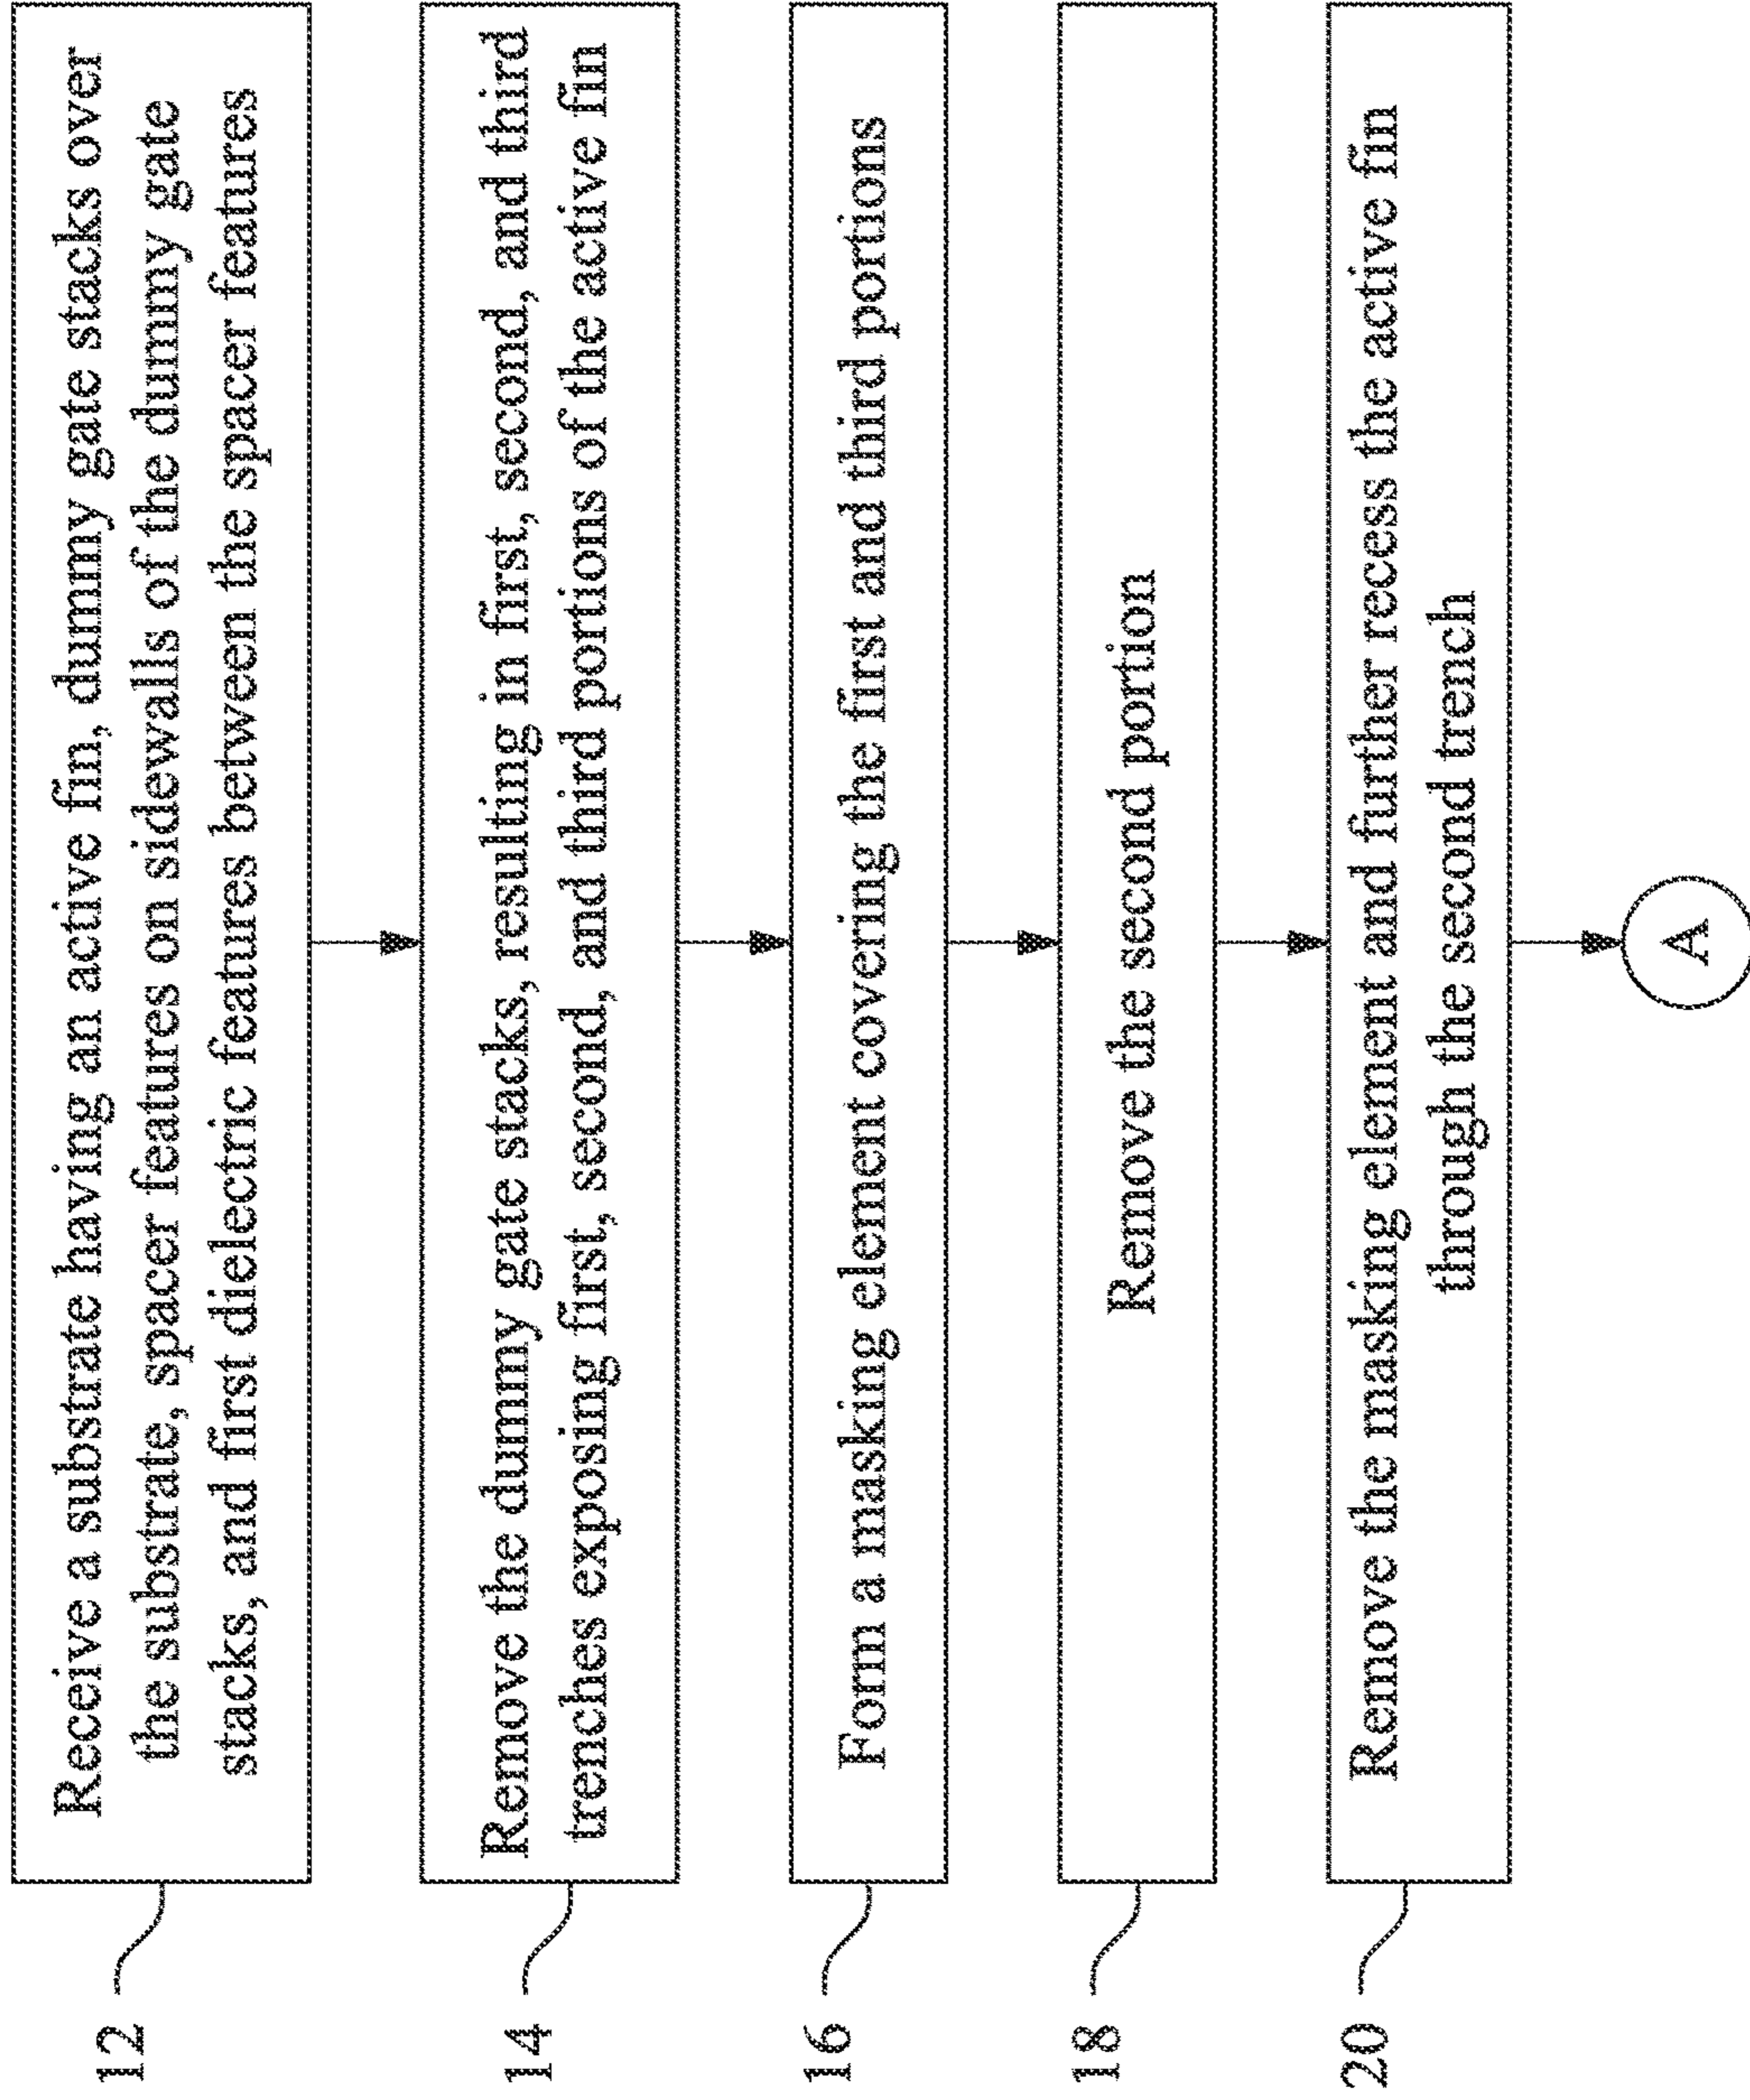 12
Receive a substrate having an active fin, dummy gate stacks over
the substrate, spacer features on sidewalls of the dummy gate
stacks, and first dielectric features between the spacer features
14
Remove the dummy gate stacks, resulting in first, second, and third
trenches exposing first, second, and third portions of the active fin
16
Form a masking element covering the first and third portions
18
Remove the second portion
20
Remove the masking element and further recess the active fin
through the second trench
A